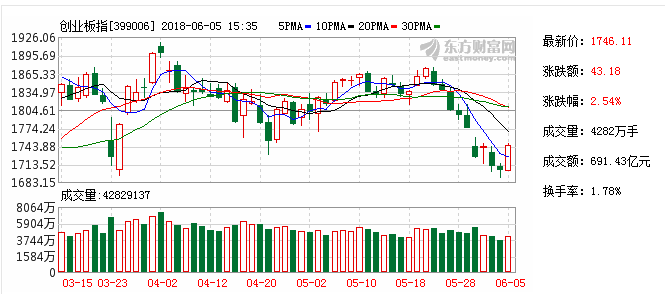 创业板指[399006] 2018-06-05 15:35 5PMA 10PMA 20PMA 30PMA
1926.06
1895.69
1865.33
1834.97
1804.61
1774.24
1743.88
1713.52
1683.15
东方财富网
eastmoney.com
成交量:42829137
8064万
5904万
3744万
1584万
0
03-15 03-23 04-02 04-12 04-20 05-02 05-10 05-18 05-28 06-05
最新价: 1746.11
涨跌额: 43.18
涨跌幅: 2.54%
成交量: 4282万手
成交额: 691.43亿元
换手率: 1.78%